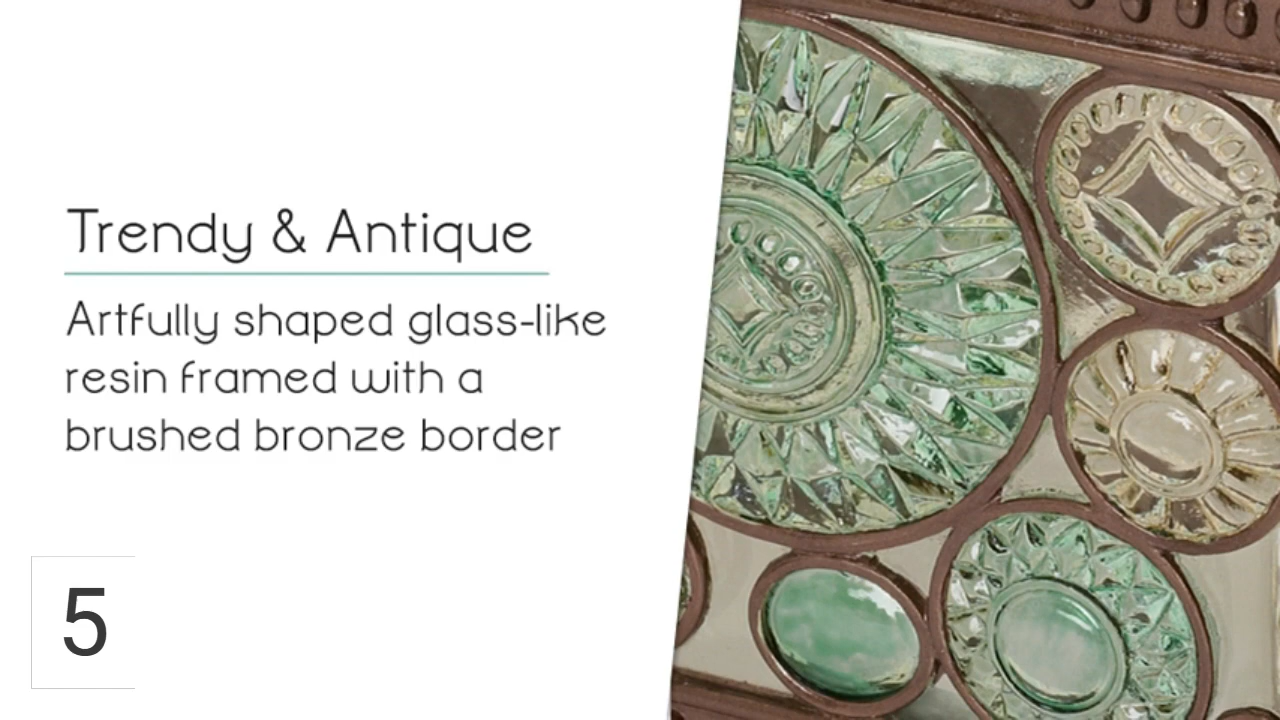 Trendy & Antique
Artfully shaped glass-like
resin framed with a
brushed bronze border
5